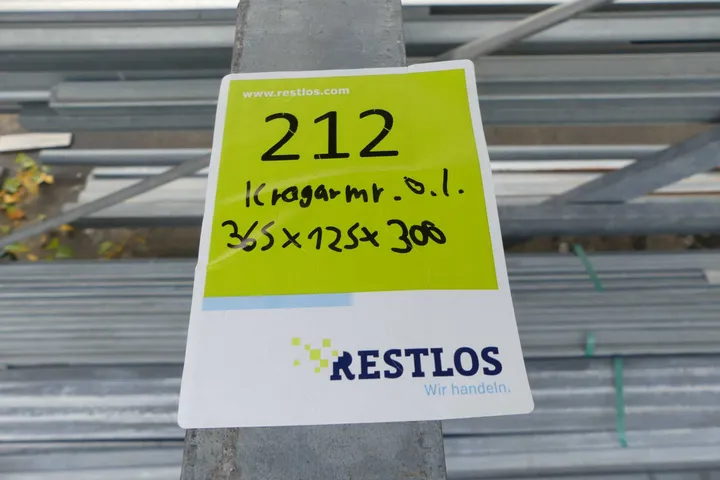 www.restlos.com
212
Kragarmr. o.l.
365x125x300
RESTLOS
Wir handeln.